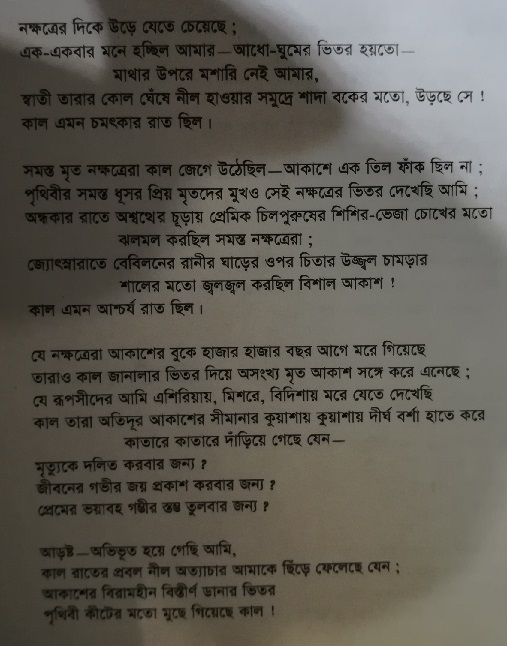 নক্ষত্রের দিকে উড়ে যেতে চেয়েছে ;
এক-একবার মনে হচ্ছিল আমার—আধো-ঘুমের ভিতর হয়তো—
মাথার উপরে মশারি নেই আমার,
স্বাতী তারার কোল ঘেঁষে নীল হাওয়ার সমুদ্রে শাদা বকের মতো, উড়ছে সে !
কাল এমন চমৎকার রাত ছিল ।
সমস্ত মৃত নক্ষত্রেরা কাল জেগে উঠেছিল—আকাশে এক তিল ফাঁক ছিল না ;
পৃথিবীর সমস্ত ধূসর প্রিয় মৃতদের মুখও সেই নক্ষত্রের ভিতর দেখেছি আমি ;
অন্ধকার রাতে অশ্বত্থের চূড়ায় প্রেমিক চিলপুরুষের শিশির-ভেজা চোখের মতো
ঝলমল করছিল সমস্ত নক্ষত্রেরা ;
জ্যোৎস্নারাতে বেবিলনের রানীর ঘাড়ের ওপর চিতার উজ্জ্বল চামড়ার
শালের মতো জ্বলজ্বল করছিল বিশাল আকাশ !
কাল এমন আশ্চর্য রাত ছিল ।
যে নক্ষত্রেরা আকাশের বুকে হাজার হাজার বছর আগে মরে গিয়েছে
তারাও কাল জানালার ভিতর দিয়ে অসংখ্য মৃত আকাশ সঙ্গে করে এনেছে ;
যে রূপসীদের আমি এশিরিয়ায়, মিশরে, বিদিশায় মরে যেতে দেখেছি
কাল তারা অতিদূর আকাশের সীমানার কুয়াশায় কুয়াশায় দীর্ঘ বর্শা হাতে করে
কাতারে কাতারে দাঁড়িয়ে গেছে যেন—
মৃত্যুকে দলিত করবার জন্য ?
জীবনের গভীর জয় প্রকাশ করবার জন্য ?
প্রেমের ভয়াবহ গম্ভীর স্তম্ভ তুলবার জন্য ?
আড়ষ্ট—অভিভূত হয়ে গেছি আমি,
কাল রাতের প্রবল নীল অত্যাচার আমাকে ছিঁড়ে ফেলেছে যেন ;
আকাশের বিরামহীন বিস্তীর্ণ ডানার ভিতর
পৃথিবী কীটের মতো মুছে গিয়েছে কাল !